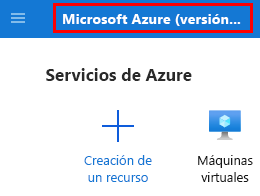 Microsoft Azure (versión...
Servicios de Azure
Creación de
un recurso
Máquinas
virtuales